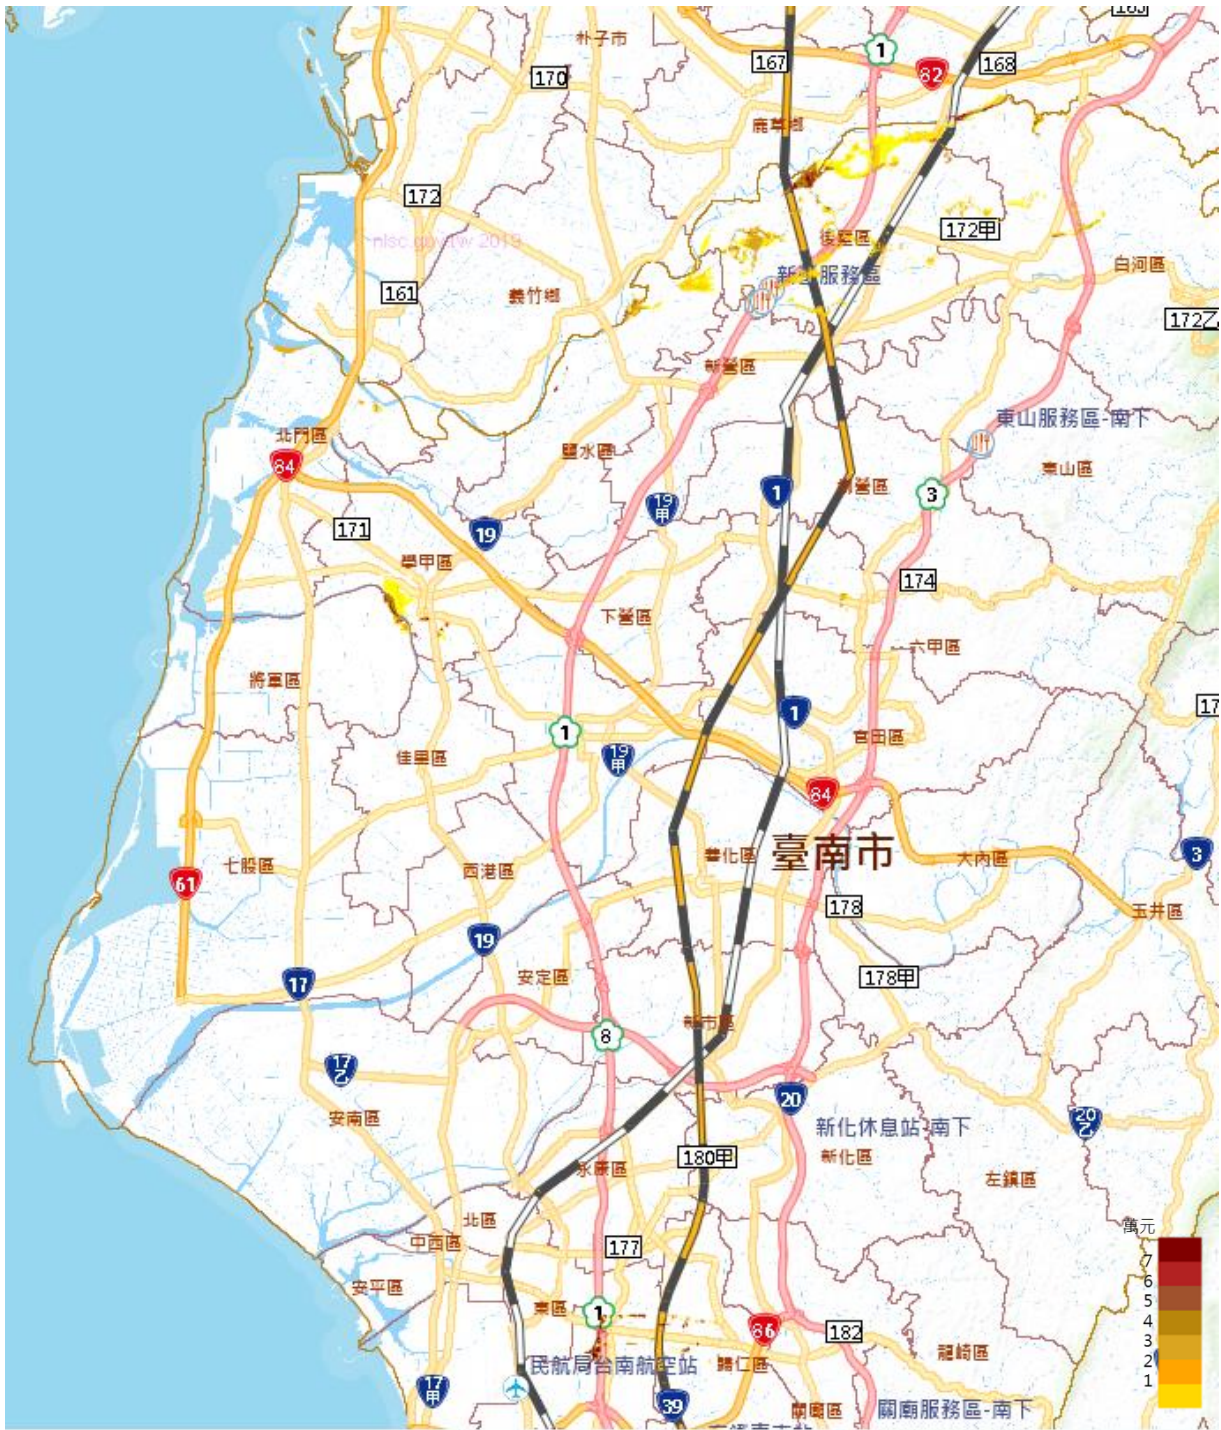 朴子市
1
163
167
168
170
82
鹿草鄉
172
172甲
後壁區
nlsc.gov.tw 2019
白河區
新營服務區
161
義竹鄉
172乙
新營區
東山服務區-南下
北門區
84
鹽水區
東山區
1
柳營區
3
19甲
171
19
學甲區
174
下營區
六甲區
將軍區
17
1
1
官田區
佳里區
19甲
84
臺南市
善化區
3
七股區
西港區
大內區
61
178
玉井區
19
安定區
178甲
17
新市區
8
17乙
20
安南區
新化休息站-南下
20乙
永康區
180甲
新化區
左鎮區
北區
萬元
中西區
177
7
6
安平區
5
東區
1
4
86
182
3
民航局台南航空站
歸仁區
龍崎區
2
1
17甲
39
關廟區
關廟服務區-南下